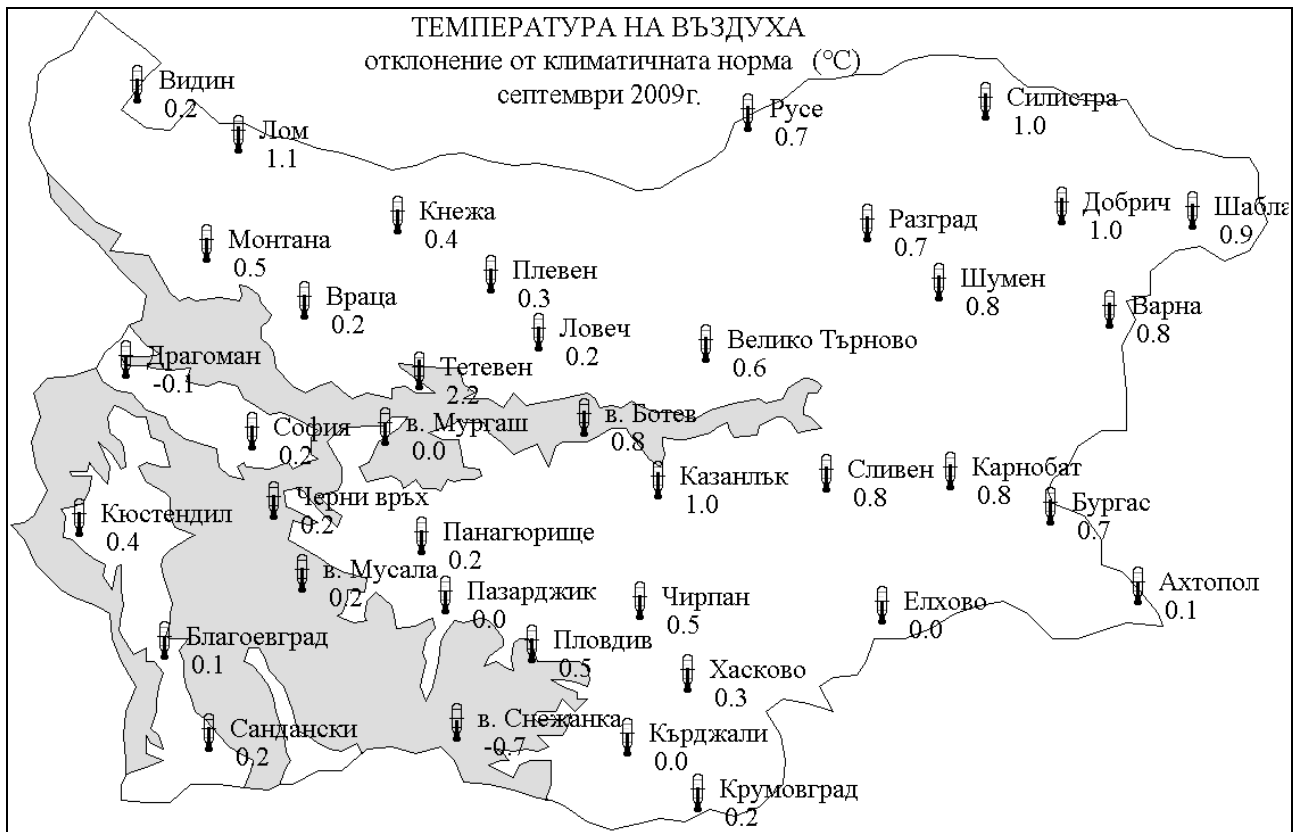 ТЕМПЕРАТУРА НА ВЪЗДУХА
отклонение от климатичната норма (°C)
септември 2009г.
Видин
0.2
Лом
1.1
Русе
0.7
Силистра
1.0
Кнежа
0.4
Монтана
0.5
Разград
0.7
Добрич
1.0
Шабла
0.9
Плевен
0.3
Враца
0.2
Шумен
0.8
Варна
0.8
Ловеч
0.2
Велико Търново
0.6
Драгоман
-0.1
Тетевен
2.2
София
0.2
в. Мургаш
0.0
в. Ботев
0.8
Казанлък
1.0
Сливен
0.8
Карнобат
0.8
Бургас
0.7
Черни връх
0.2
Кюстендил
0.4
Панагюрище
0.2
в. Мусала
0.2
Пазарджик
0.0
Чирпан
0.5
Елхово
0.0
Ахтопол
0.1
Благоевград
0.1
Пловдив
0.5
Хасково
0.3
Сандански
0.2
в. Снежанка
-0.7
Кърджали
0.0
Крумовград
0.2